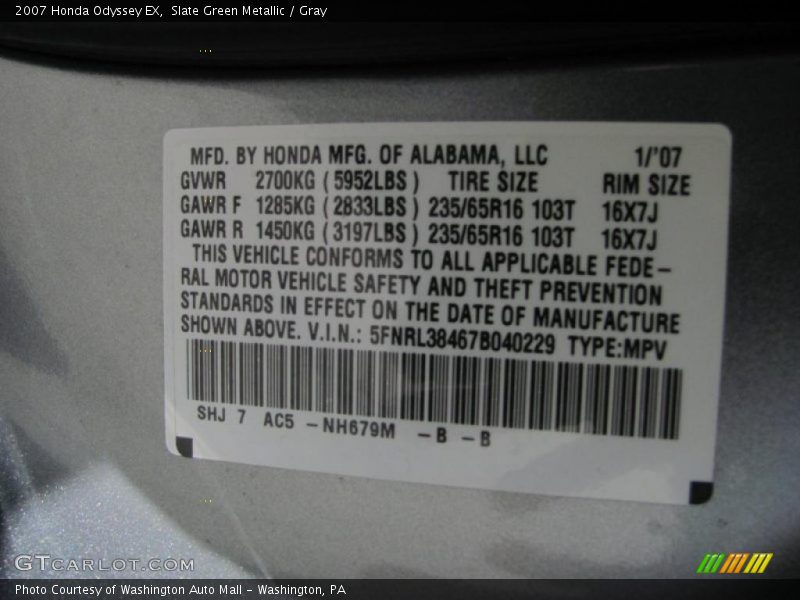 2007 Honda Odyssey EX, Slate Green Metallic / Gray
MFD. BY HONDA MFG. OF ALABAMA, LLC 1/'07
GVWR 2700KG ( 5952LBS ) TIRE SIZE RIM SIZE
GAWR F 1285KG ( 2833LBS ) 235/65R16 103T 16X7J
GAWR R 1450KG ( 3197LBS ) 235/65R16 103T 16X7J
THIS VEHICLE CONFORMS TO ALL APPLICABLE FEDE-
RAL MOTOR VEHICLE SAFETY AND THEFT PREVENTION
STANDARDS IN EFFECT ON THE DATE OF MANUFACTURE
SHOWN ABOVE. V.I.N.: 5FNRL38467B040229 TYPE:MPV
SHJ 7 AC5 -NH679M -B -B
GTCARLOT.COM
Photo Courtesy of Washington Auto Mall - Washington, PA